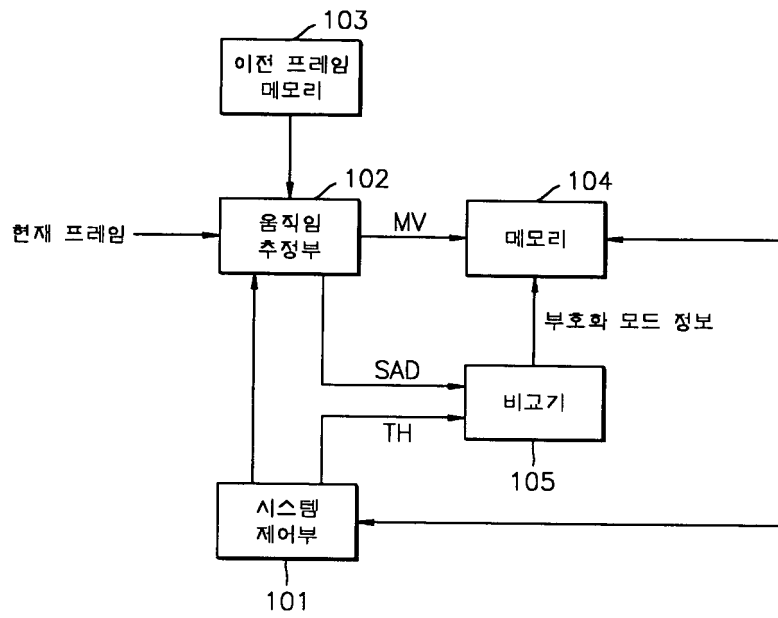 103
이전 프레임
메모리
102
104
현재 프레임
움직임
추정부
MV
메모리
부호화 모드 정보
SAD
TH
비교기
105
시스템
제어부
101